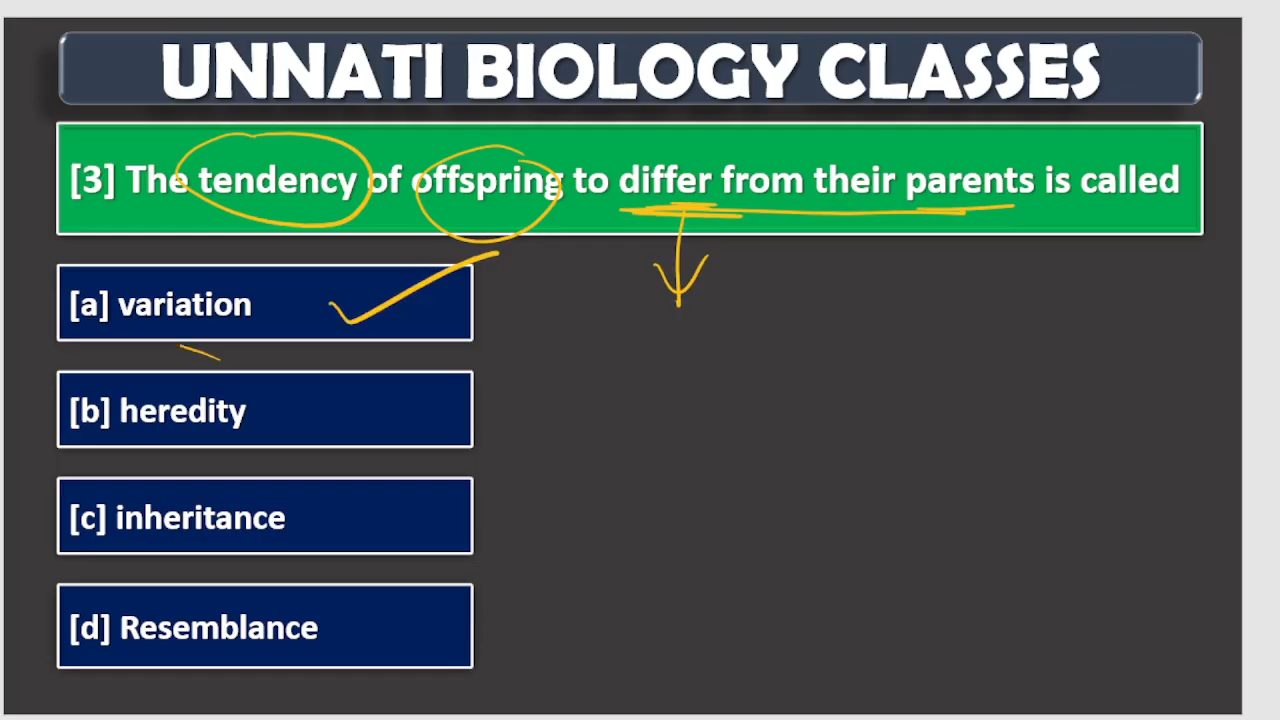 UNNATI BIOLOGY CLASSES
[3] The tendency of offspring to differ from their parents is called
[a] variation
[b] heredity
[c] inheritance
[d] Resemblance